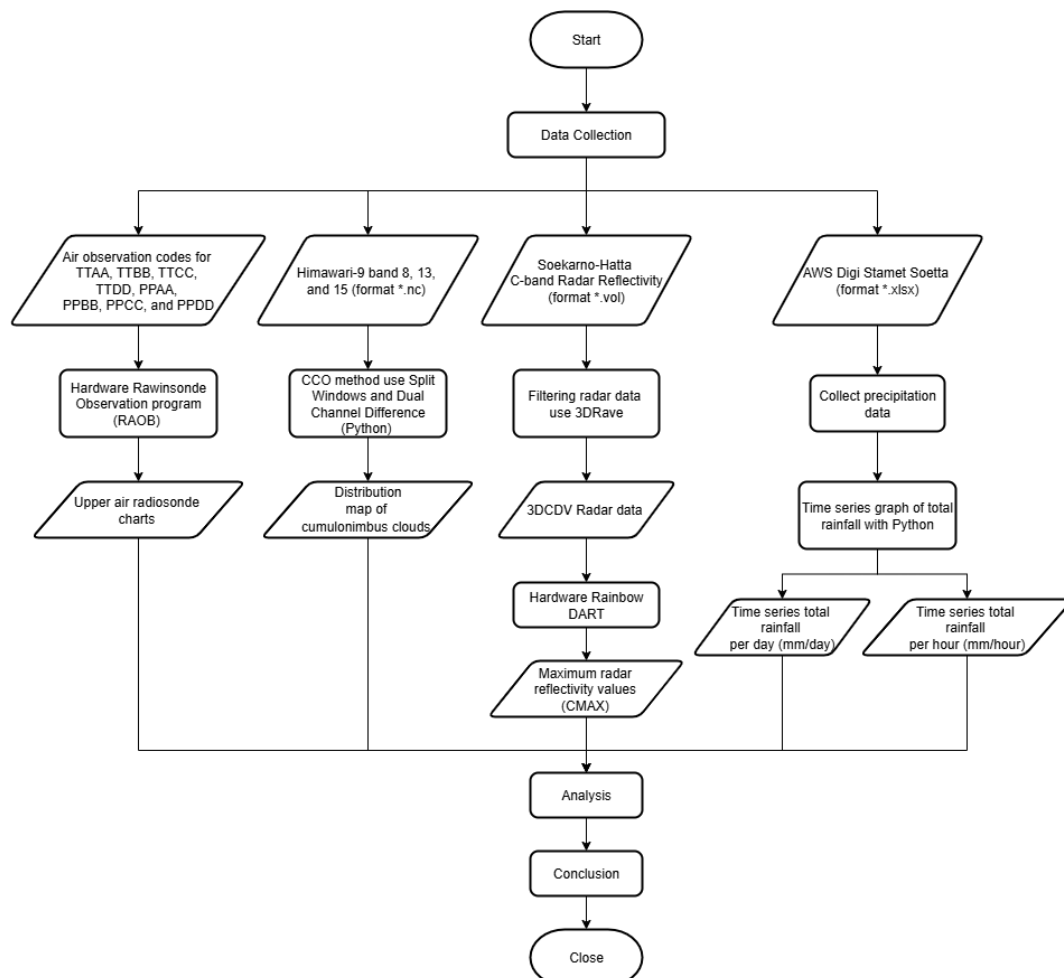 Start
Data Collection
Air observation codes for
TTAA, TTBB, TTCC,
TTDD, PPAA,
PPBB, PPCC, and PPDD
Himawari-9 band 8, 13,
and 15 (format *.nc)
Soekarno-Hatta
C-band Radar Reflectivity
(format *.vol)
AWS Digi Stamet Soetta
(format *.xlsx)
Hardware Rawinsonde
Observation program
(RAOB)
CCO method use Split
Windows and Dual
Channel Difference
(Python)
Filtering radar data
use 3DRave
Collect precipitation
data
Upper air radiosonde
charts
Distribution
map of
cumulonimbus clouds
3DCDV Radar data
Time series graph of total
rainfall with Python
Hardware Rainbow
DART
Time series total
rainfall
per day (mm/day)
Time series total
rainfall
per hour (mm/hour)
Maximum radar
reflectivity values
(CMAX)
Analysis
Conclusion
Close